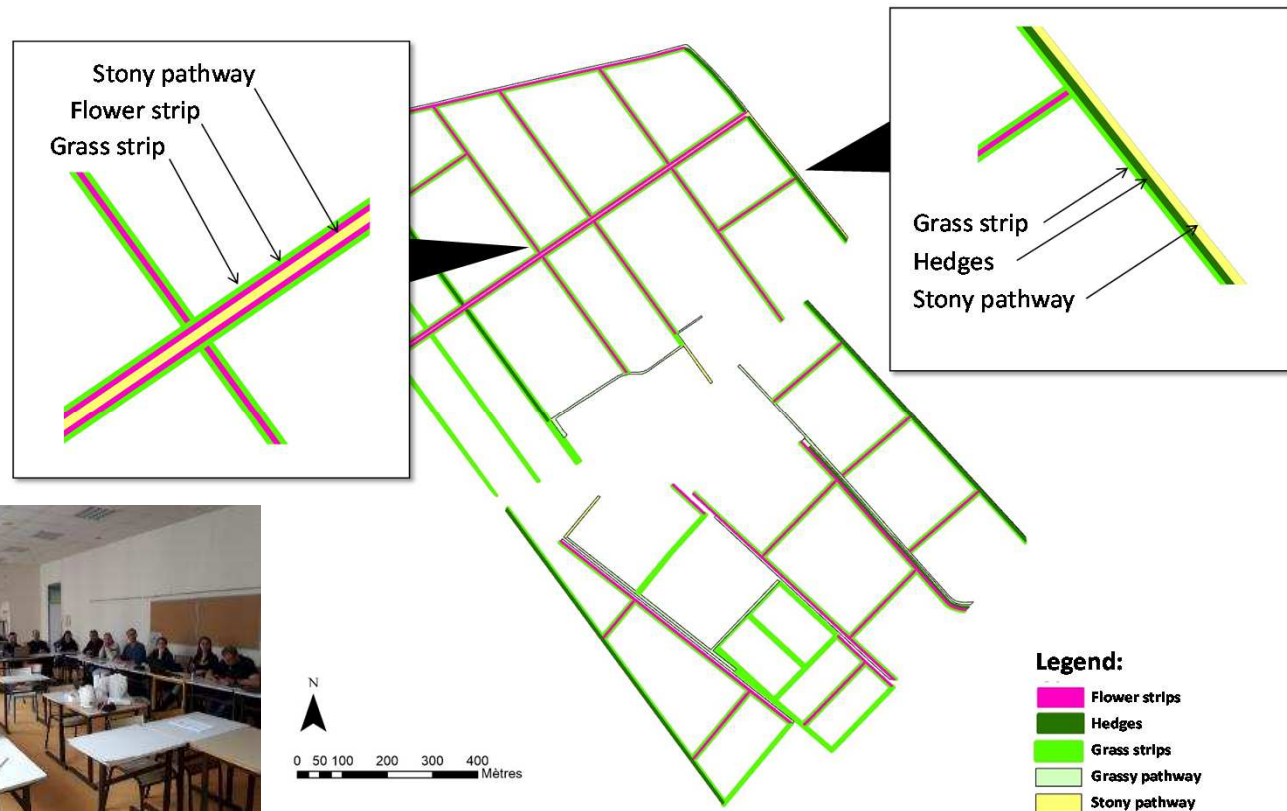 Stony pathway
Flower strip
Grass strip
Grass strip
Hedges
Stony pathway
N
0 50 100 200 300 400
Mètres
Legend:
Flower strips
Hedges
Grass strips
Grassy pathway
Stony pathway